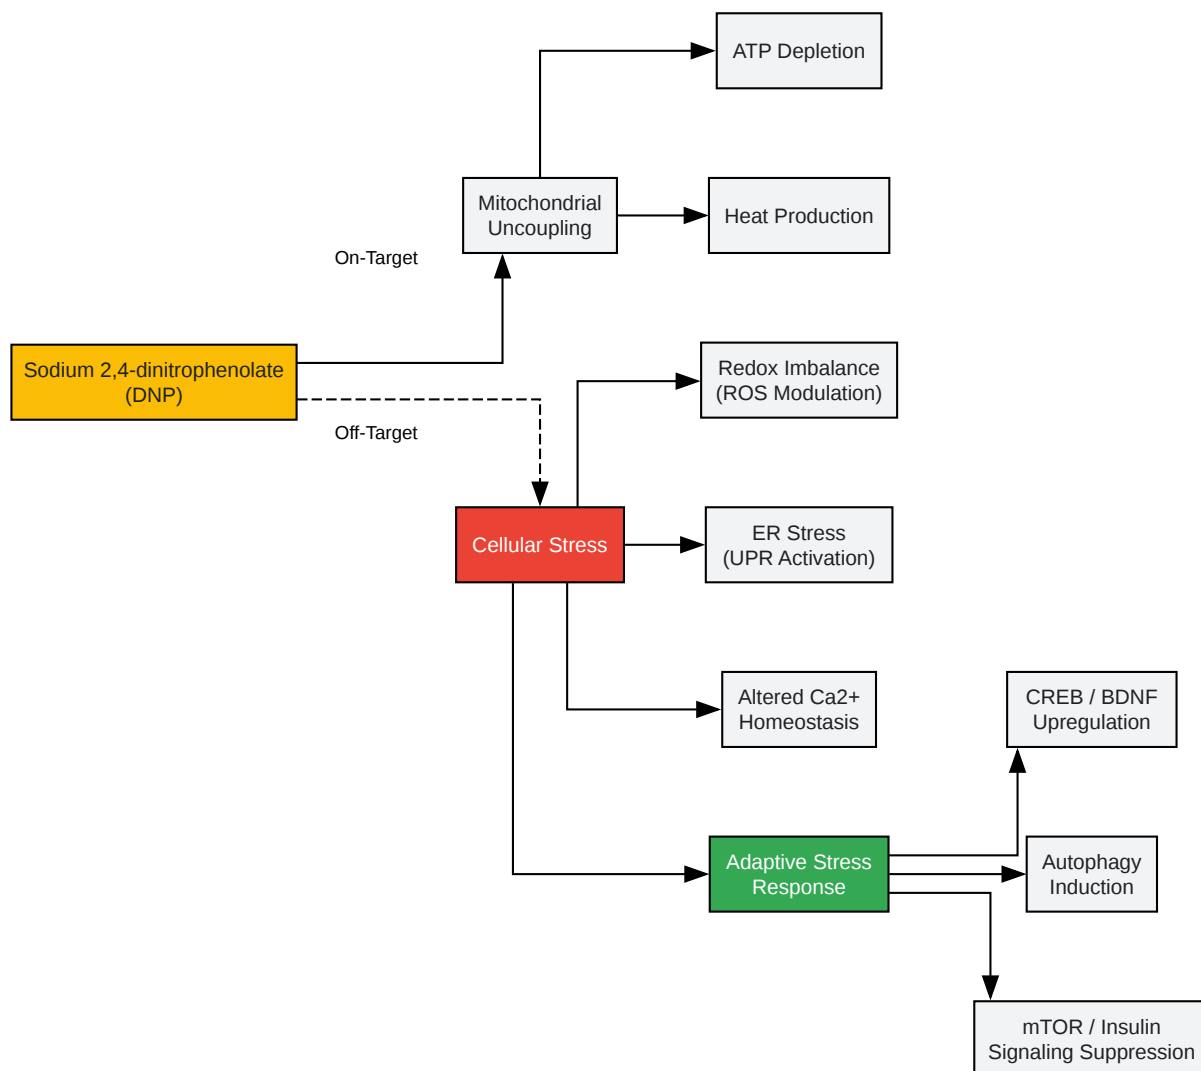 ATP Depletion
Mitochondrial
Uncoupling
Heat Production
On-Target
Sodium 2,4-dinitrophenolate
(DNP)
Off-Target
Redox Imbalance
(ROS Modulation)
Cellular Stress
ER Stress
(UPR Activation)
Altered Ca2+
Homeostasis
CREB / BDNF
Upregulation
Adaptive Stress
Response
Autophagy
Induction
mTOR / Insulin
Signaling Suppression